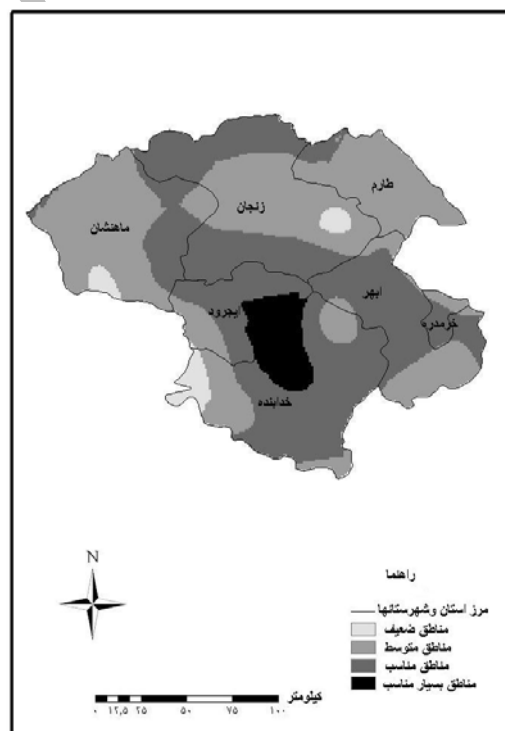 طارم
زنجان
ماهنشان
ابهر
خرمدره
ایجرود
خدابنده
N
راهنما
مرز استان وشهرستانها
مناطق ضعیف
مناطق متوسط
مناطق مناسب
مناطق بسیار مناسب
کیلومتر
۰ ۱۲,۵ ۲۵ ۵۰ ۷۵ ۱۰۰